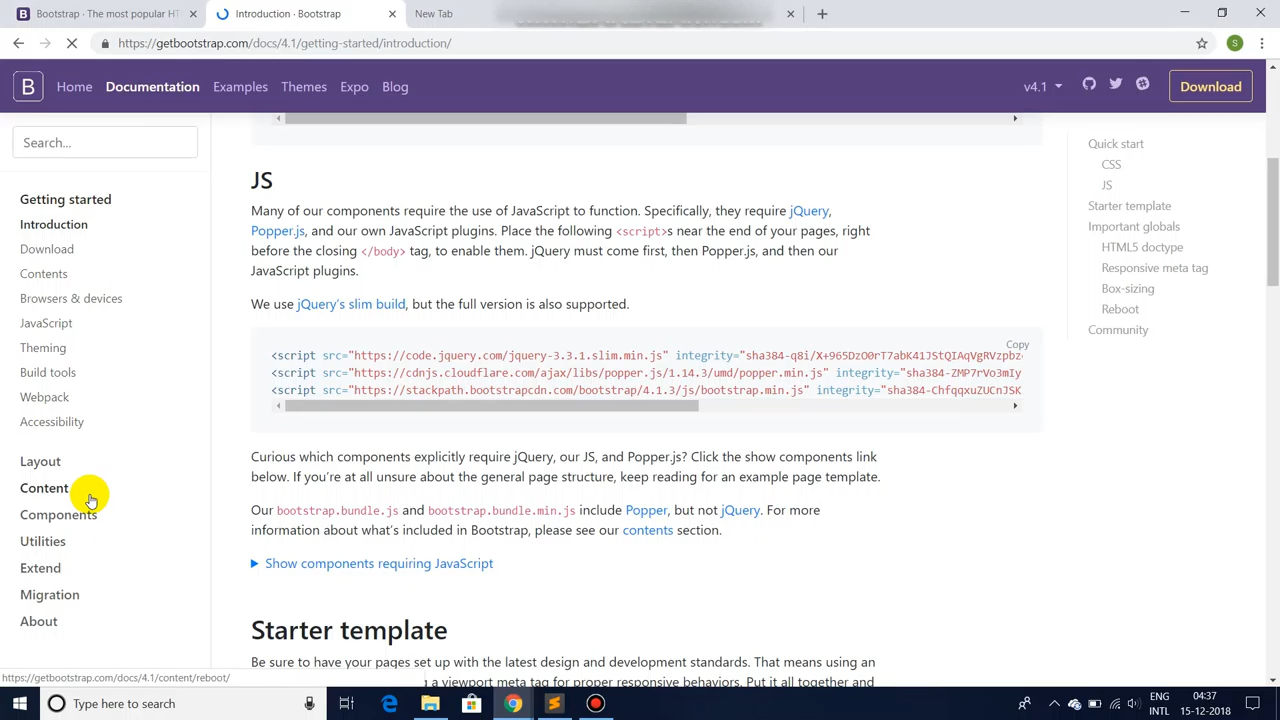 Bootstrap · The most popular HT
Introduction · Bootstrap
New Tab
https://getbootstrap.com/docs/4.1/getting-started/introduction/
S
B
Home
Documentation
Examples
Themes
Expo
Blog
v4.1
Download
Search...
Getting started
Introduction
Download
Contents
Browsers & devices
JavaScript
Theming
Build tools
Webpack
Accessibility
Layout
Content
Components
Utilities
Extend
Migration
About
JS
Many of our components require the use of JavaScript to function. Specifically, they require jQuery,
Popper.js, and our own JavaScript plugins. Place the following <script>s near the end of your pages, right
before the closing </body> tag, to enable them. jQuery must come first, then Popper.js, and then our
JavaScript plugins.
We use jQuery's slim build, but the full version is also supported.
Copy
<script src="https://code.jquery.com/jquery-3.3.1.slim.min.js" integrity="sha384-q8i/X+965DzO0rT7abK41JStQIAqVgRVzpbz
<script src="https://cdnjs.cloudflare.com/ajax/libs/popper.js/1.14.3/umd/popper.min.js" integrity="sha384-ZMP7rVo3mIy
<script src="https://stackpath.bootstrapcdn.com/bootstrap/4.1.3/js/bootstrap.min.js" integrity="sha384-ChfqqxuZUCnJSK
Curious which components explicitly require jQuery, our JS, and Popper.js? Click the show components link
below. If you're at all unsure about the general page structure, keep reading for an example page template.
Our bootstrap.bundle.js and bootstrap.bundle.min.js include Popper, but not jQuery. For more
information about what's included in Bootstrap, please see our contents section.
Show components requiring JavaScript
Starter template
Be sure to have your pages set up with the latest design and development standards. That means using an
a viewport meta tag for proper responsive behaviors. Put it all together and
Quick start
CSS
JS
Starter template
Important globals
HTML5 doctype
Responsive meta tag
Box-sizing
Reboot
Community
https://getbootstrap.com/docs/4.1/content/reboot/
Type here to search
ENG
INTL
04:37
15-12-2018